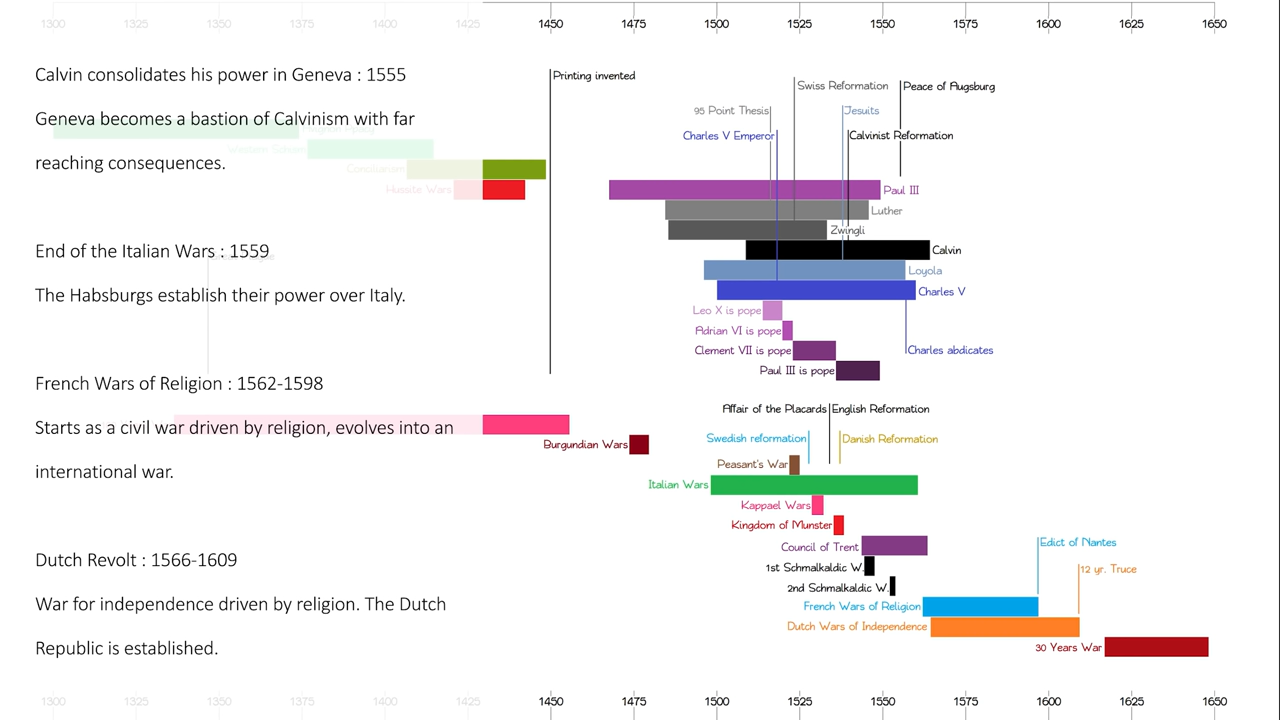 1300 1325 1350 1375 1400 1425 1450 1475 1500 1525 1550 1575 1600 1625 1650
Calvin consolidates his power in Geneva : 1555
Geneva becomes a bastion of Calvinism with far
reaching consequences.
End of the Italian Wars : 1559
The Habsburgs establish their power over Italy.
French Wars of Religion : 1562-1598
Starts as a civil war driven by religion, evolves into an
international war.
Dutch Revolt : 1566-1609
War for independence driven by religion. The Dutch
Republic is established.
Western Schism
Conciliarism
Hussite Wars
Printing invented
Swiss Reformation
Peace of Augsburg
95 Point Thesis
Jesuits
Charles V Emperor
Calvinist Reformation
Paul III
Luther
Zwingli
Calvin
Loyola
Charles V
Leo X is pope
Adrian VI is pope
Clement VII is pope
Charles abdicates
Paul III is pope
Affair of the Placards
English Reformation
Burgundian Wars
Swedish reformation
Danish Reformation
Peasant's War
Italian Wars
Kappael Wars
Kingdom of Munster
Council of Trent
Edict of Nantes
1st Schmalkaldic W.
12 yr. Truce
2nd Schmalkaldic W.
French Wars of Religion
Dutch Wars of Independence
30 Years War
1300 1325 1350 1375 1400 1425 1450 1475 1500 1525 1550 1575 1600 1625 1650